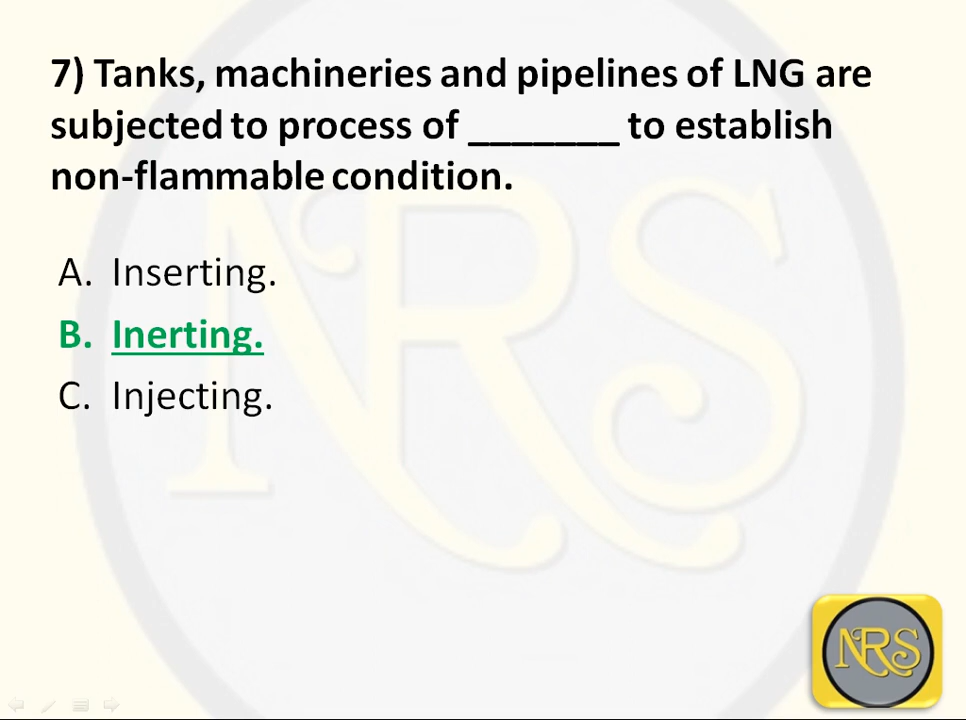 7) Tanks, machineries and pipelines of LNG are
subjected to process of _______ to establish
non-flammable condition.
A. Inserting.
B. Inerting.
C. Injecting.
NRS
NRS